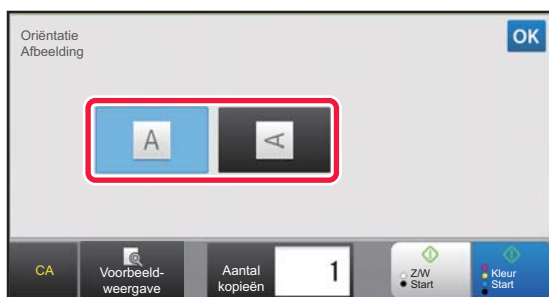 Oriëntatie
Afbeelding
OK
A
A
CA
Voorbeeld-
weergave
Aantal
kopieën
1
Z/W
Start
Kleur
Start